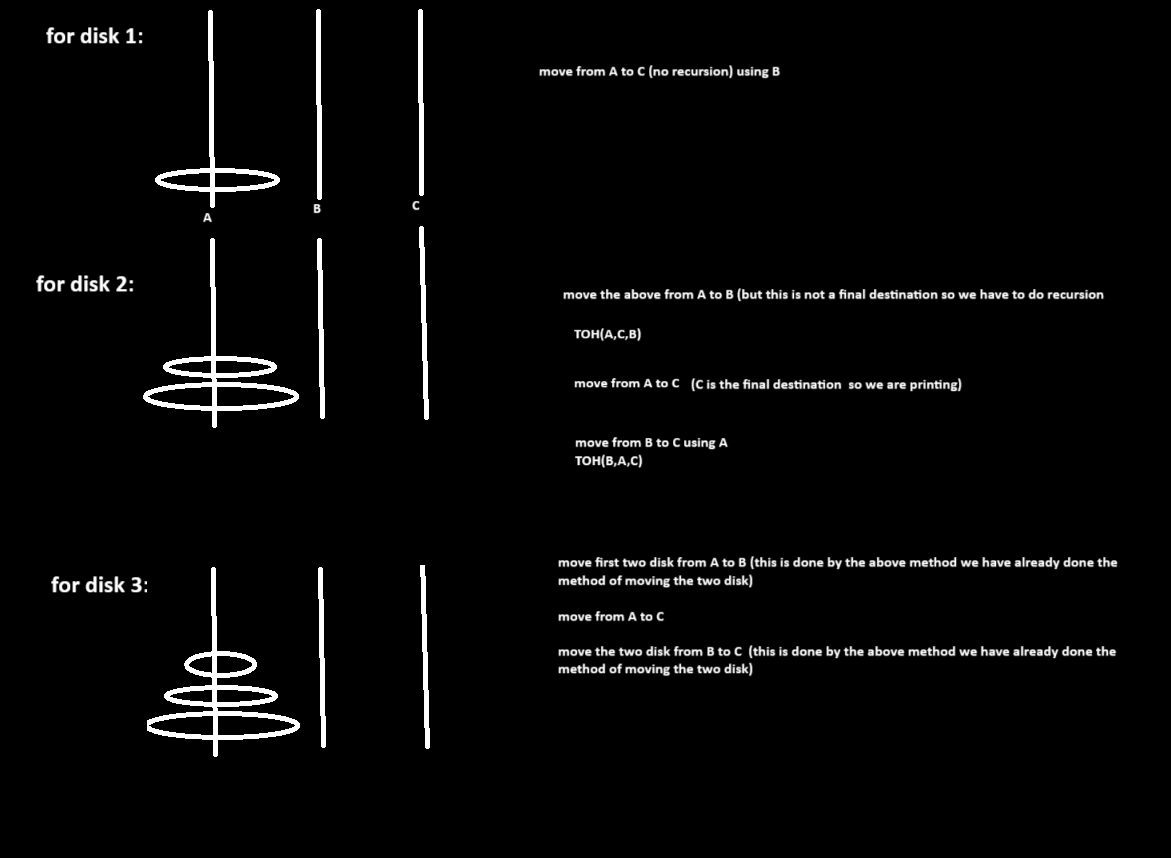 for disk 1:
move from A to C (no recursion) using B
A
B
C
for disk 2:
move the above from A to B (but this is not a final destination so we have to do recursion
TOH(A,C,B)
move from A to C (C is the final destination so we are printing)
move from B to C using A
TOH(B,A,C)
for disk 3:
move first two disk from A to B (this is done by the above method we have already done the
method of moving the two disk)
move from A to C
move the two disk from B to C (this is done by the above method we have already done the
method of moving the two disk)